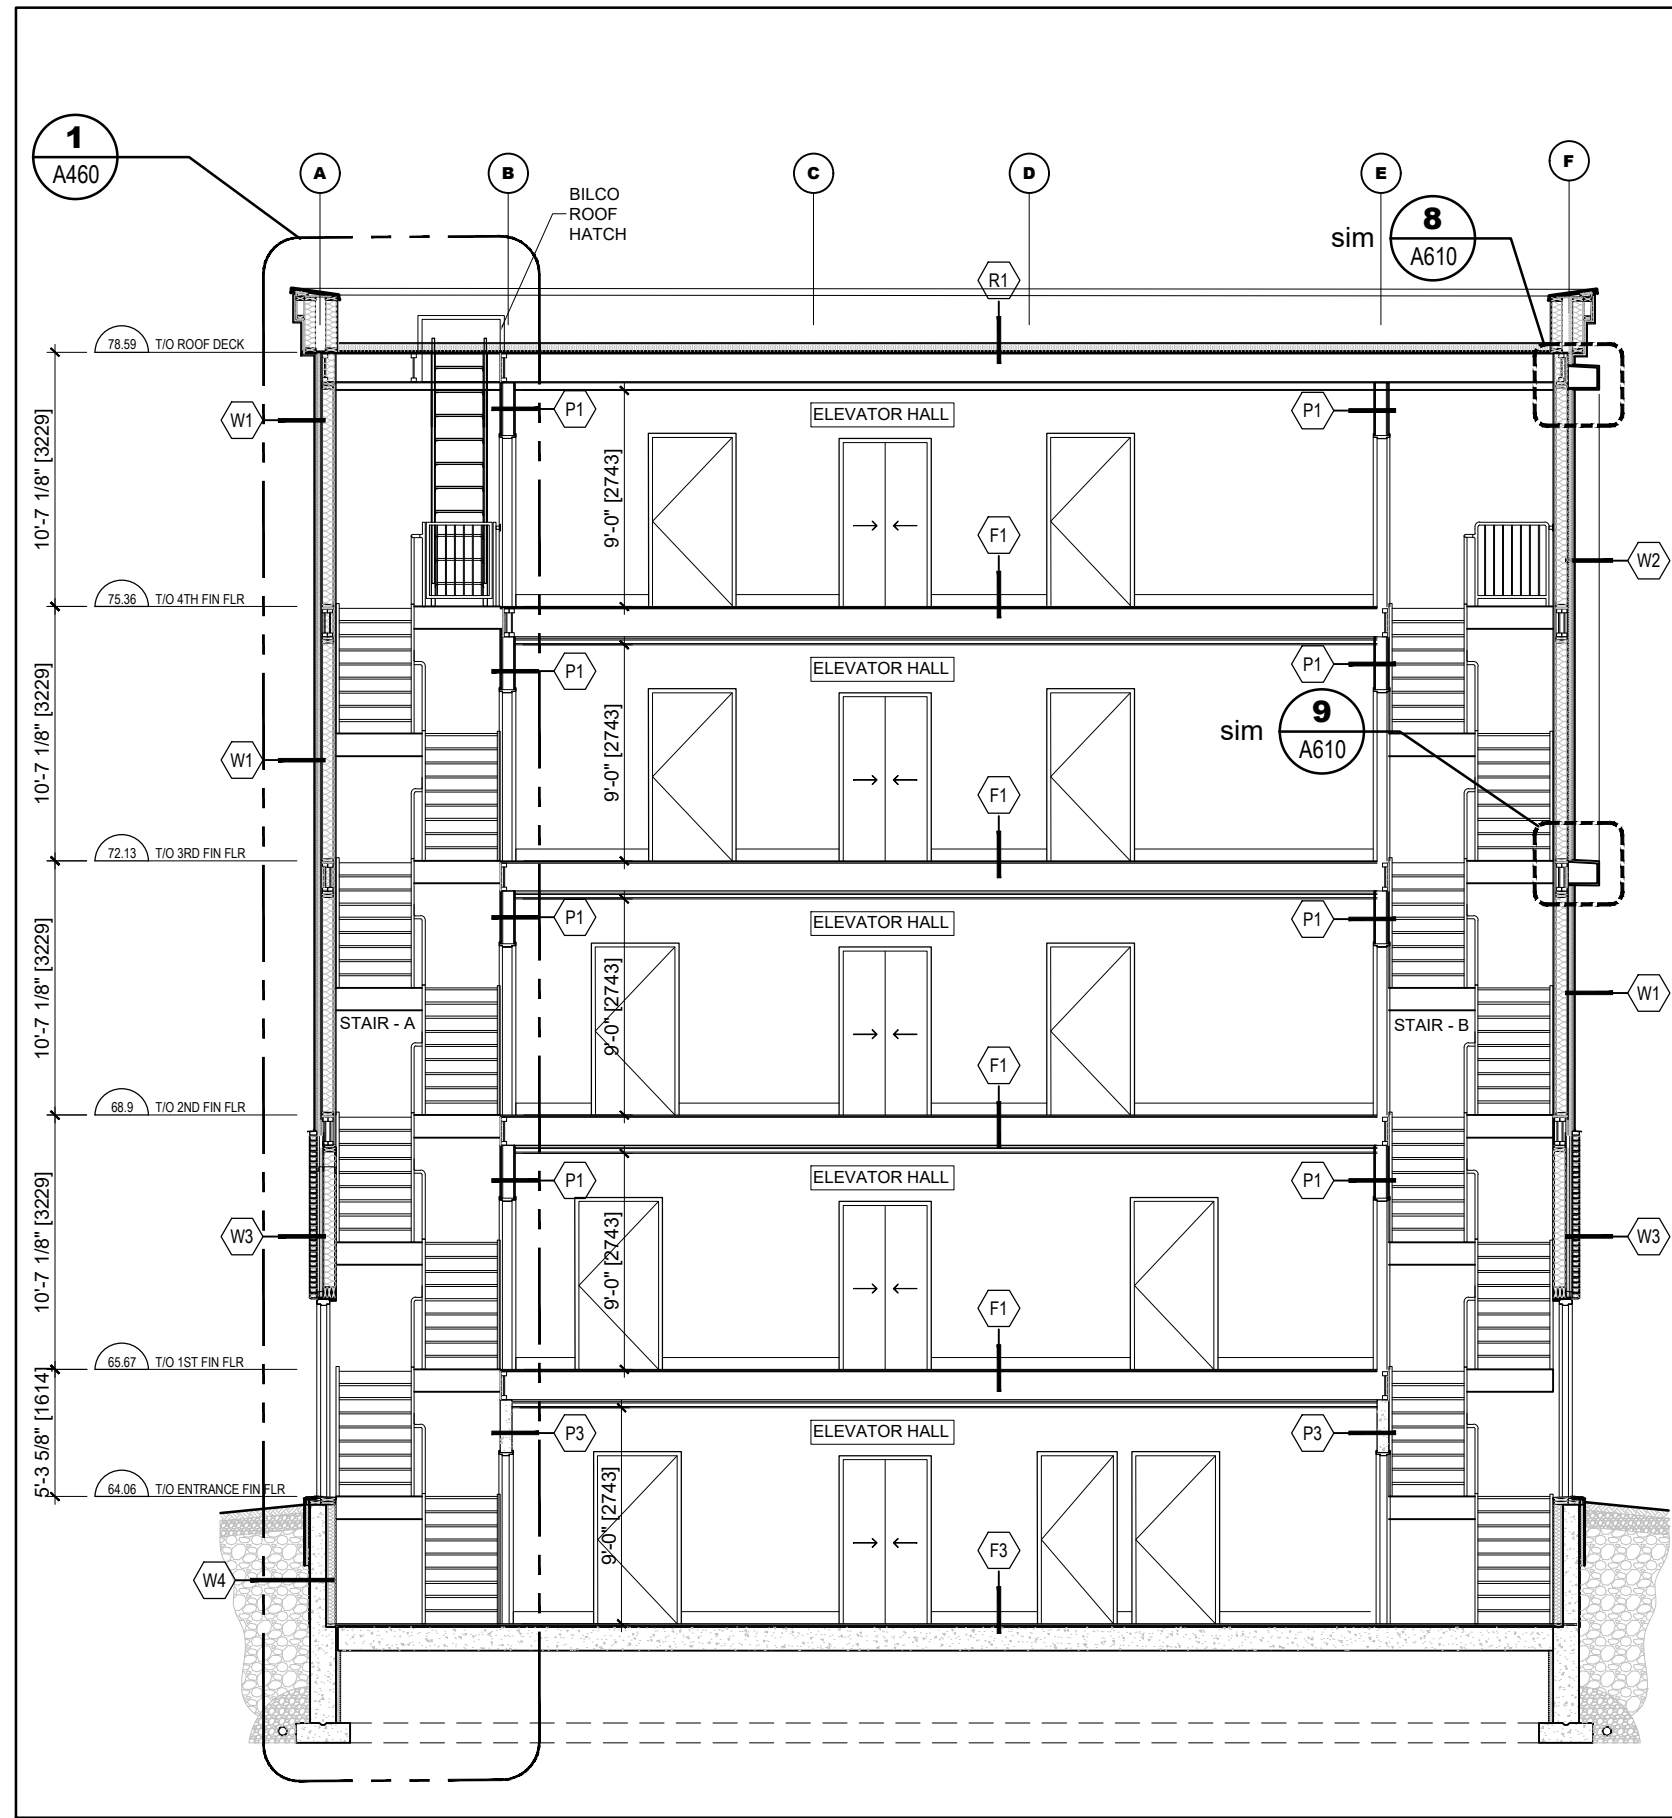 1
A460
A
B
C
D
E
F
BILCO
ROOF
HATCH
sim
8
A610
R1
78.59 T/O ROOF DECK
W1
P1
ELEVATOR HALL
P1
10'-7 1/8" [3229]
9'-0" [2743]
F1
W2
75.36 T/O 4TH FIN FLR
P1
ELEVATOR HALL
P1
sim
9
A610
10'-7 1/8" [3229]
W1
9'-0" [2743]
F1
72.13 T/O 3RD FIN FLR
P1
ELEVATOR HALL
P1
10'-7 1/8" [3229]
9'-0" [2743]
W1
STAIR - A
STAIR - B
F1
68.9 T/O 2ND FIN FLR
P1
ELEVATOR HALL
P1
10'-7 1/8" [3229]
W3
9'-0" [2743]
W3
F1
65.67 T/O 1ST FIN FLR
5'-3 5/8" [1614]
P3
ELEVATOR HALL
P3
64.06 T/O ENTRANCE FIN FLR
9'-0" [2743]
F3
W4